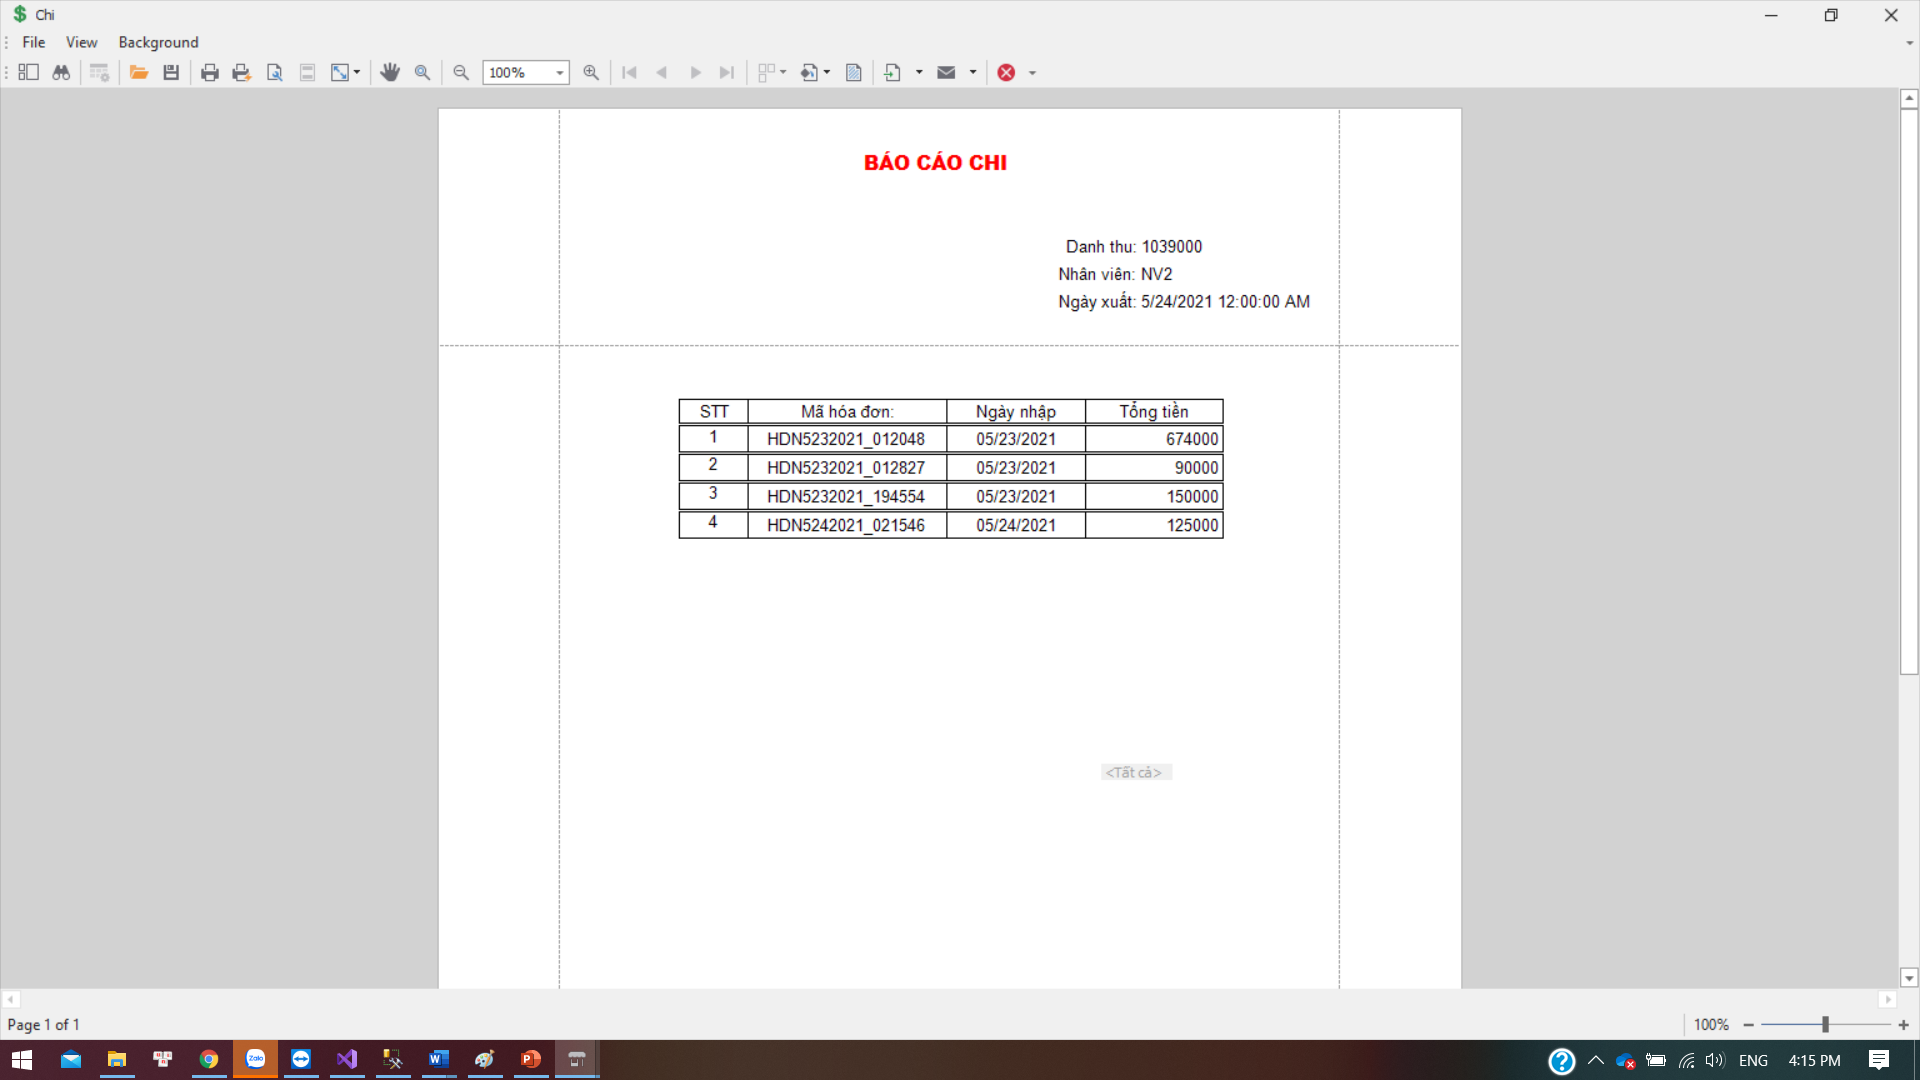 Chi
File View Background
100%
BÁO CÁO CHI
Danh thu: 1039000
Nhân viên: NV2
Ngày xuất: 5/24/2021 12:00:00 AM
STT Mã hóa đơn: Ngày nhập Tổng tiền
1 HDN5232021_012048 05/23/2021 674000
2 HDN5232021_012827 05/23/2021 90000
3 HDN5232021_194554 05/23/2021 150000
4 HDN5242021_021546 05/24/2021 125000
<Tất cả>
Page 1 of 1
100%
Zalo
ENG 4:15 PM